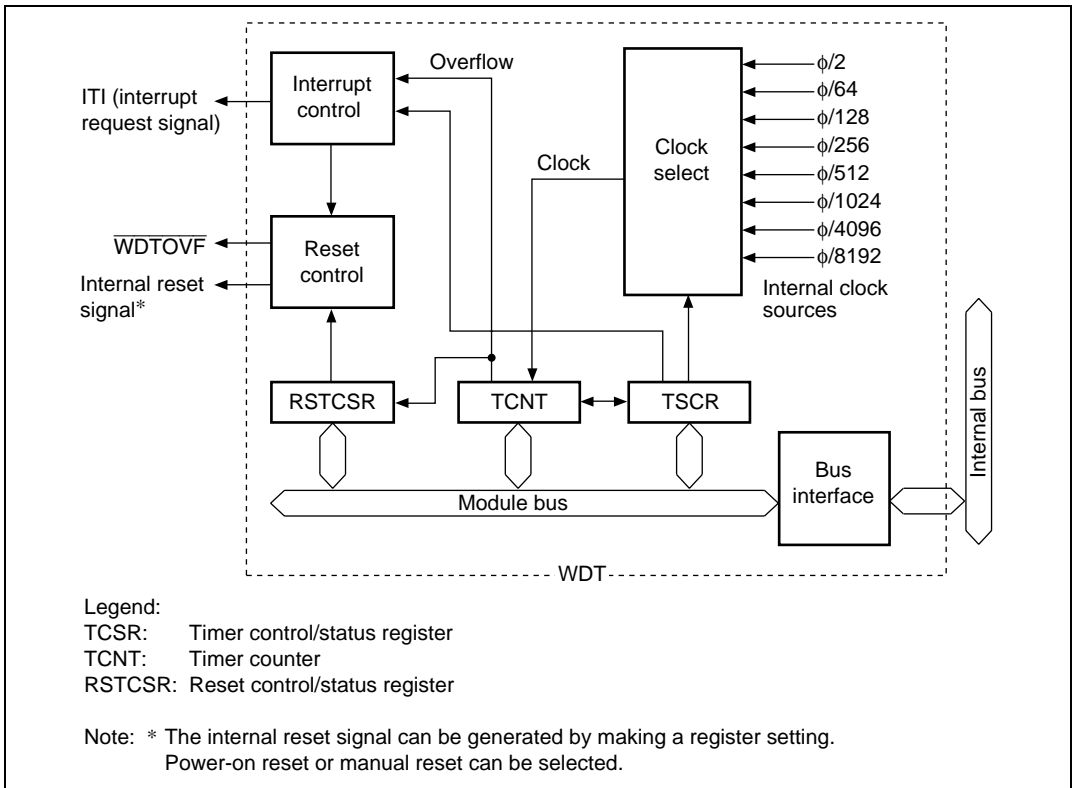 Overflow
Interrupt
control
ITI (interrupt
request signal)
Clock
Clock
select
ϕ/2
ϕ/64
ϕ/128
ϕ/256
ϕ/512
ϕ/1024
ϕ/4096
ϕ/8192
Internal clock
sources
WDTOVF
Reset
control
Internal reset
signal*
RSTCSR
TCNT
TSCR
Module bus
Bus
interface
Internal bus
WDT
Legend:
TCSR: Timer control/status register
TCNT: Timer counter
RSTCSR: Reset control/status register
Note: * The internal reset signal can be generated by making a register setting.
Power-on reset or manual reset can be selected.